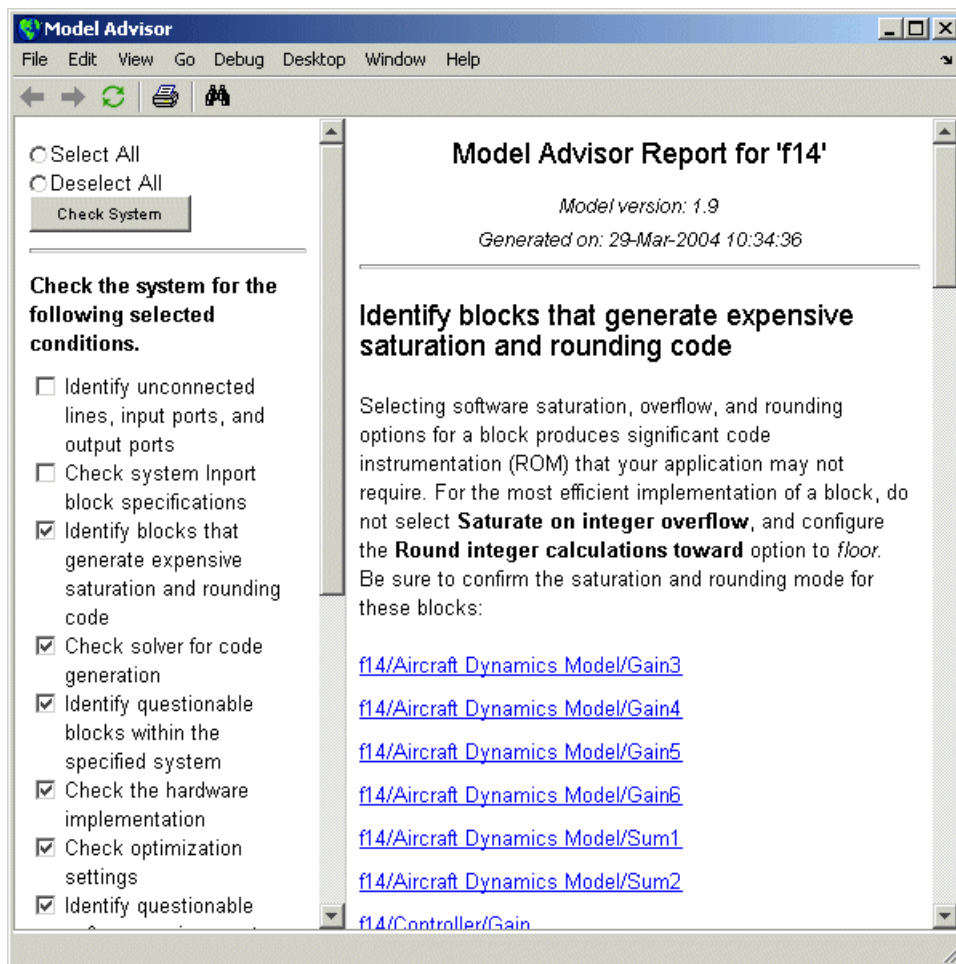 Model Advisor
File Edit View Go Debug Desktop Window Help
Select All
Deselect All
Check System
Check the system for the
following selected
conditions.
Identify unconnected
lines, input ports, and
output ports
Check system Inport
block specifications
Identify blocks that
generate expensive
saturation and rounding
code
Check solver for code
generation
Identify questionable
blocks within the
specified system
Check the hardware
implementation
Check optimization
settings
Identify questionable
Model Advisor Report for 'f14'
Model version: 1.9
Generated on: 29-Mar-2004 10:34:36
Identify blocks that generate expensive
saturation and rounding code
Selecting software saturation, overflow, and rounding
options for a block produces significant code
instrumentation (ROM) that your application may not
require. For the most efficient implementation of a block, do
not select Saturate on integer overflow, and configure
the Round integer calculations toward option to floor.
Be sure to confirm the saturation and rounding mode for
these blocks:
f14/Aircraft Dynamics Model/Gain3
f14/Aircraft Dynamics Model/Gain4
f14/Aircraft Dynamics Model/Gain5
f14/Aircraft Dynamics Model/Gain6
f14/Aircraft Dynamics Model/Sum1
f14/Aircraft Dynamics Model/Sum2
f14/Controller/Gain